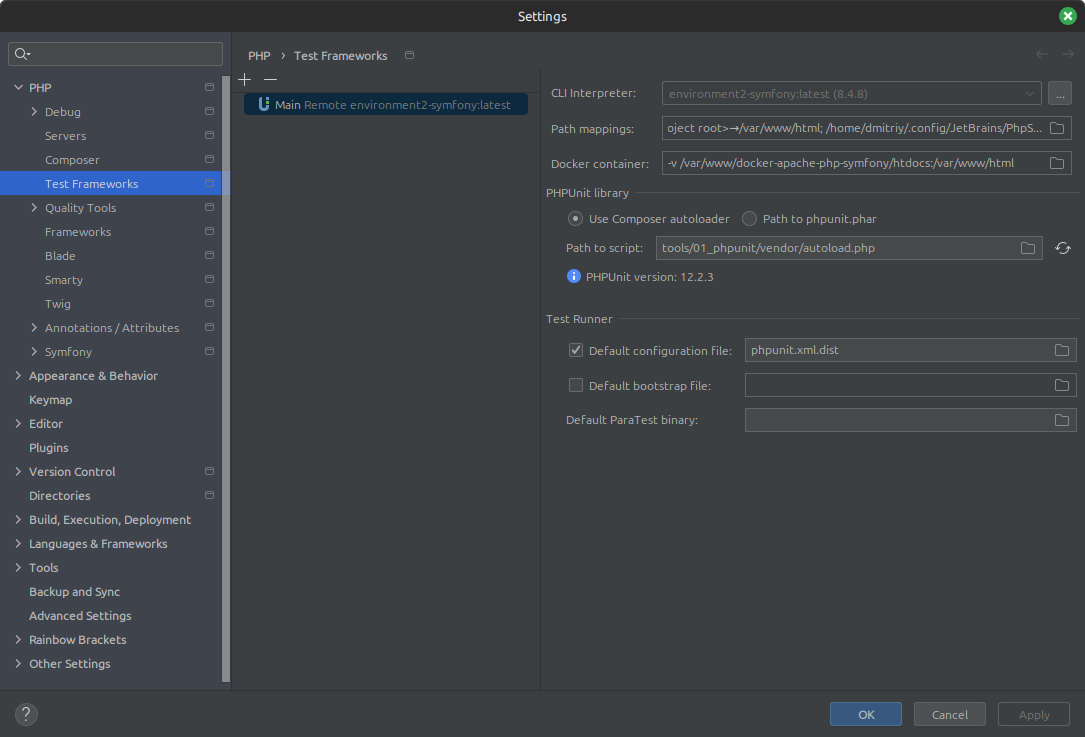 Settings
PHP
Debug
Servers
Composer
Test Frameworks
Quality Tools
Frameworks
Blade
Smarty
Twig
Annotations / Attributes
Symfony
Appearance & Behavior
Keymap
Editor
Plugins
Version Control
Directories
Build, Execution, Deployment
Languages & Frameworks
Tools
Backup and Sync
Advanced Settings
Rainbow Brackets
Other Settings
PHP › Test Frameworks
Main Remote environment2-symfony:latest
CLI Interpreter: environment2-symfony:latest (8.4.8) ...
Path mappings: oject root>→/var/www/html; /home/dmitriy/.config/JetBrains/PhpS...
Docker container: -v /var/www/docker-apache-php-symfony/htdocs:/var/www/html
PHPUnit library
Use Composer autoloader Path to phpunit.phar
Path to script: tools/01_phpunit/vendor/autoload.php
PHPUnit version: 12.2.3
Test Runner
Default configuration file: phpunit.xml.dist
Default bootstrap file:
Default ParaTest binary:
? OK Cancel Apply